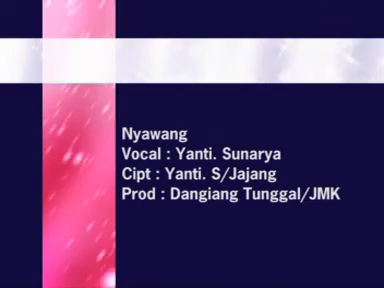 Nyawang
Vocal : Yanti. Sunarya
Cipt : Yanti. S/Jajang
Prod : Dangiang Tunggal/JMK